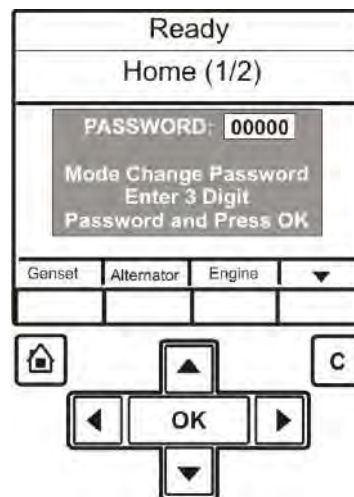 Ready
Home (1/2)
PASSWORD: 00000
Mode Change Password
Enter 3 Digit
Password and Press OK
Genset Alternator Engine
C
OK